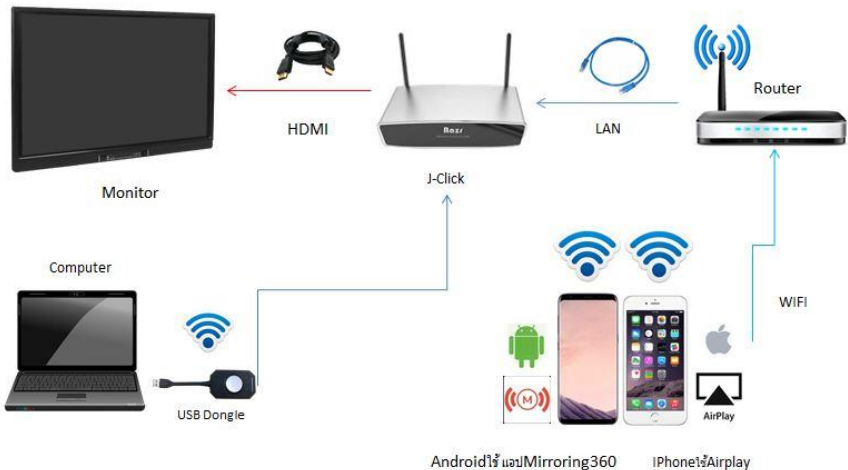 Router
HDMI
LAN
Razr
J-Click
Monitor
Computer
WIFI
USB Dongle
M
AirPlay
Androidใช้ แอปMirroring360
IPhoneใช้Airplay